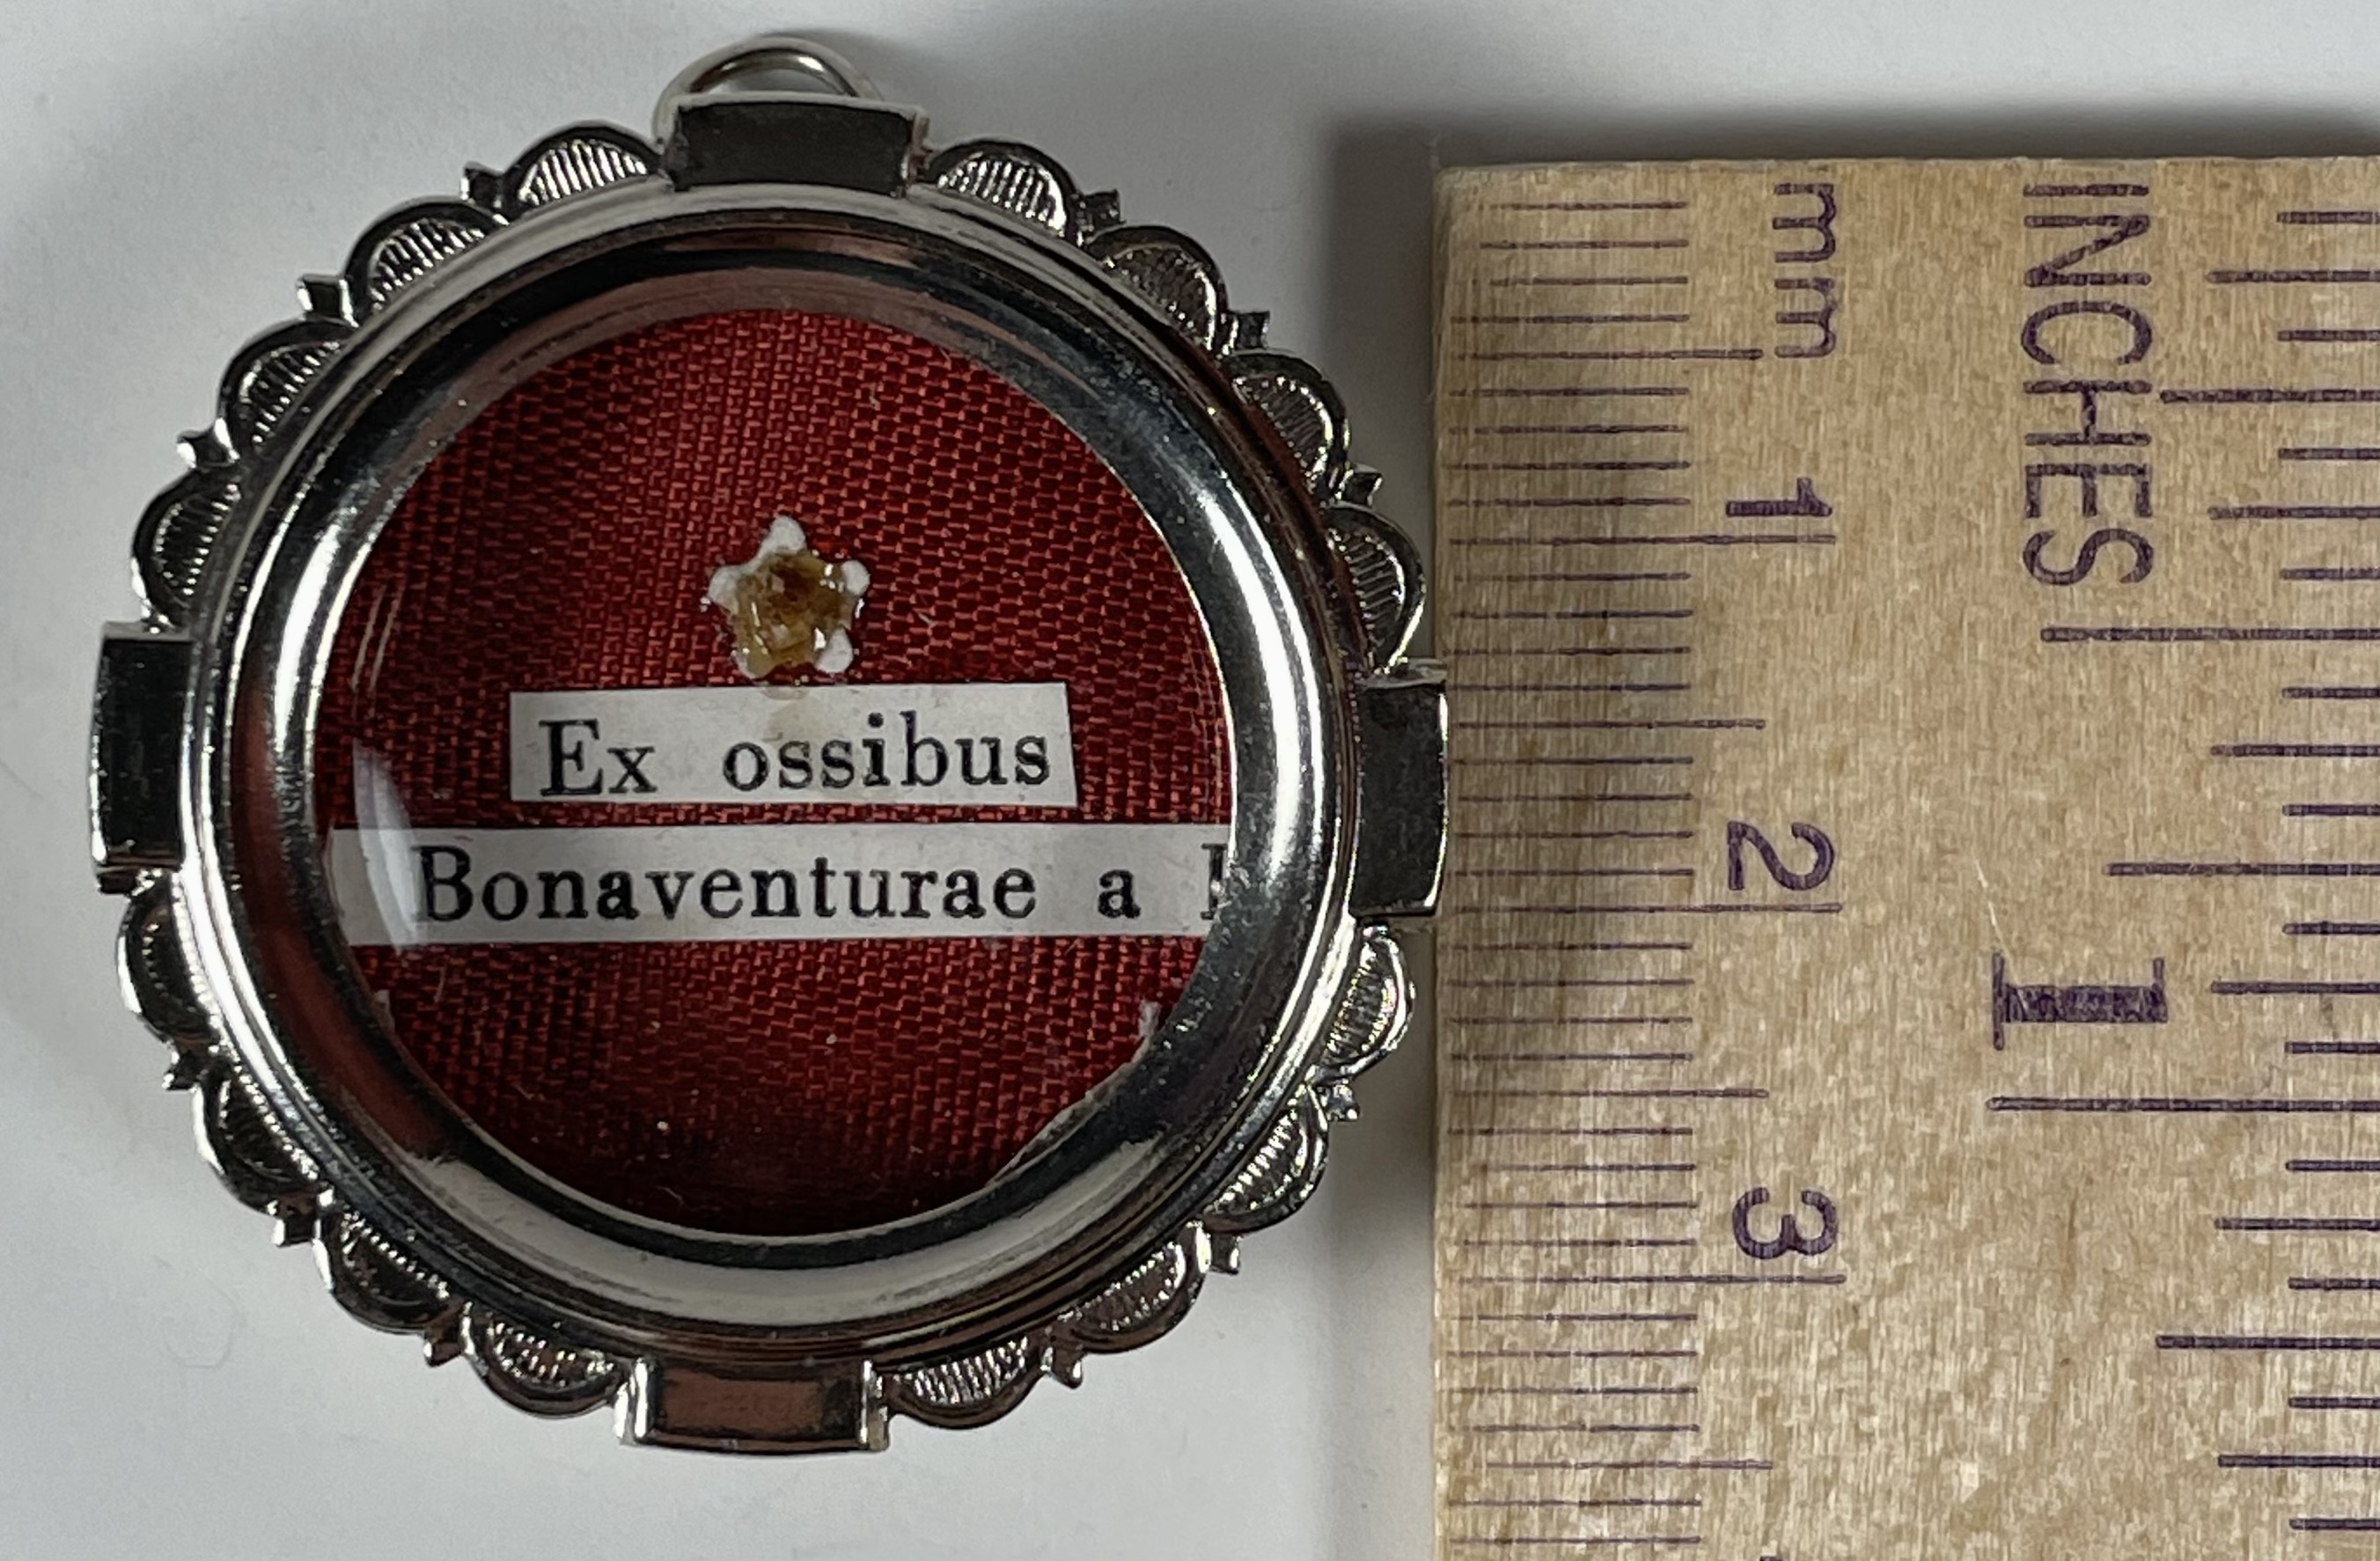 Ex ossibus
Bonaventurae a
mm
1
2
3
INCHES
1